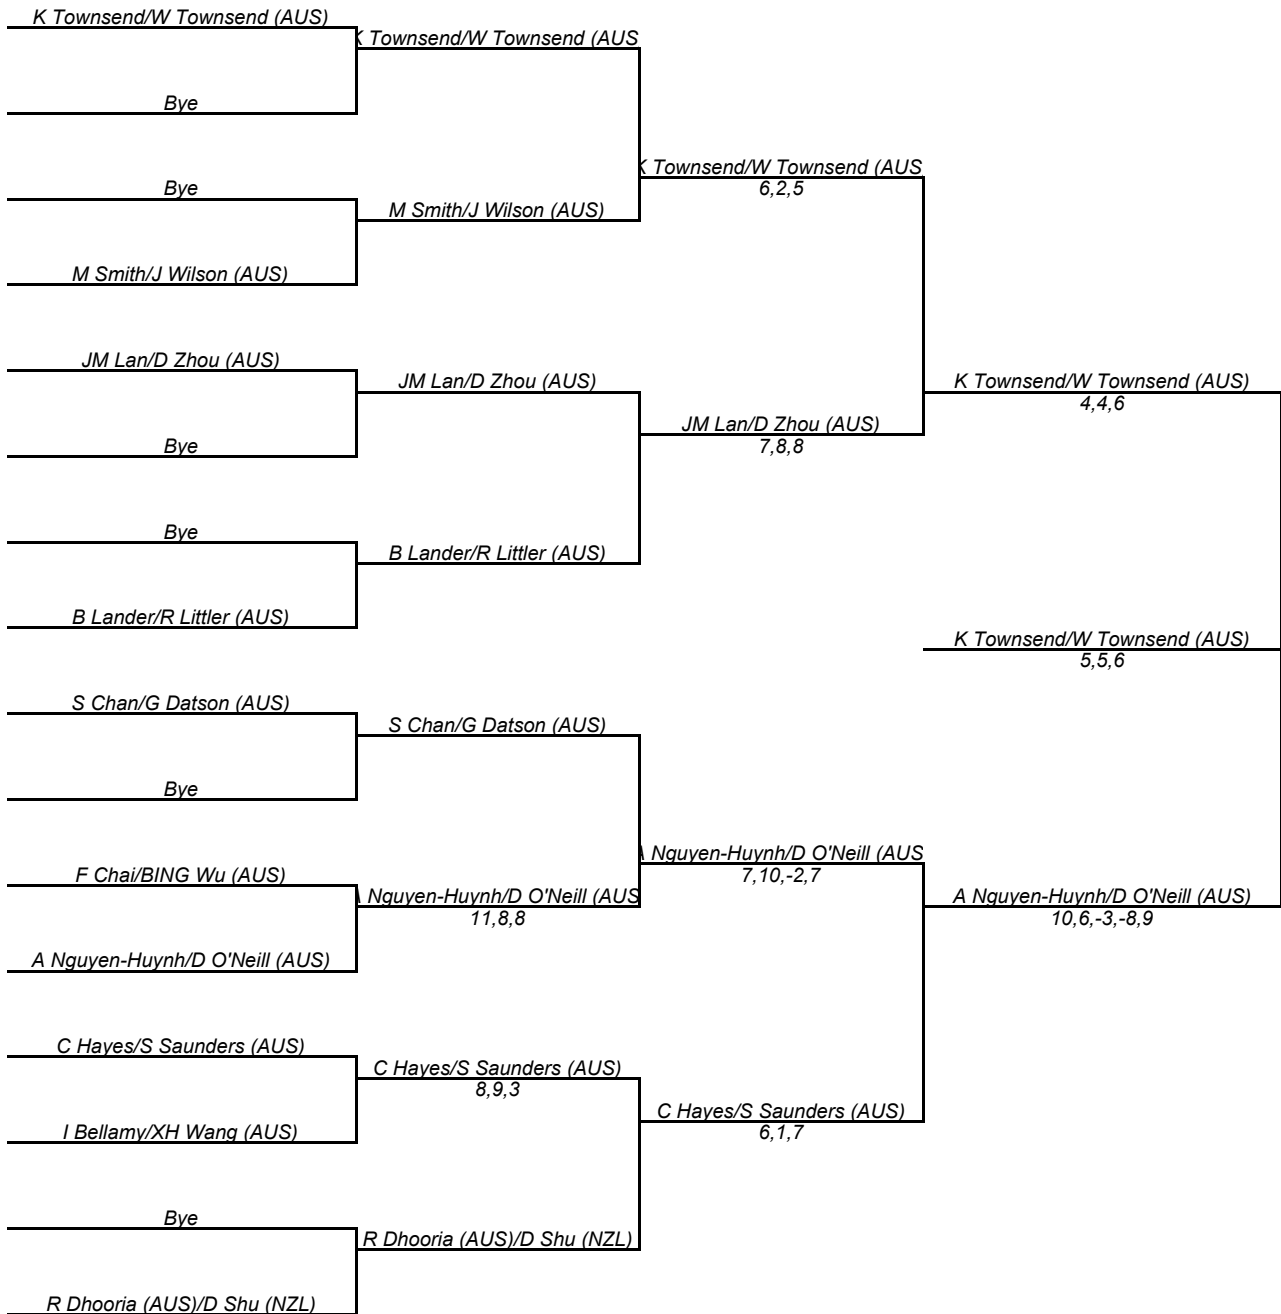 K Townsend/W Townsend (AUS)
Bye
Bye
M Smith/J Wilson (AUS)
JM Lan/D Zhou (AUS)
Bye
Bye
B Lander/R Littler (AUS)
S Chan/G Datson (AUS)
Bye
F Chai/BING Wu (AUS)
A Nguyen-Huynh/D O'Neill (AUS)
C Hayes/S Saunders (AUS)
I Bellamy/XH Wang (AUS)
Bye
R Dhooria (AUS)/D Shu (NZL)
K Townsend/W Townsend (AUS
M Smith/J Wilson (AUS)
JM Lan/D Zhou (AUS)
B Lander/R Littler (AUS)
S Chan/G Datson (AUS)
A Nguyen-Huynh/D O'Neill (AUS
11,8,8
C Hayes/S Saunders (AUS)
8,9,3
R Dhooria (AUS)/D Shu (NZL)
K Townsend/W Townsend (AUS
6,2,5
JM Lan/D Zhou (AUS)
7,8,8
A Nguyen-Huynh/D O'Neill (AUS
7,10,-2,7
C Hayes/S Saunders (AUS)
6,1,7
K Townsend/W Townsend (AUS)
4,4,6
K Townsend/W Townsend (AUS)
5,5,6
A Nguyen-Huynh/D O'Neill (AUS)
10,6,-3,-8,9